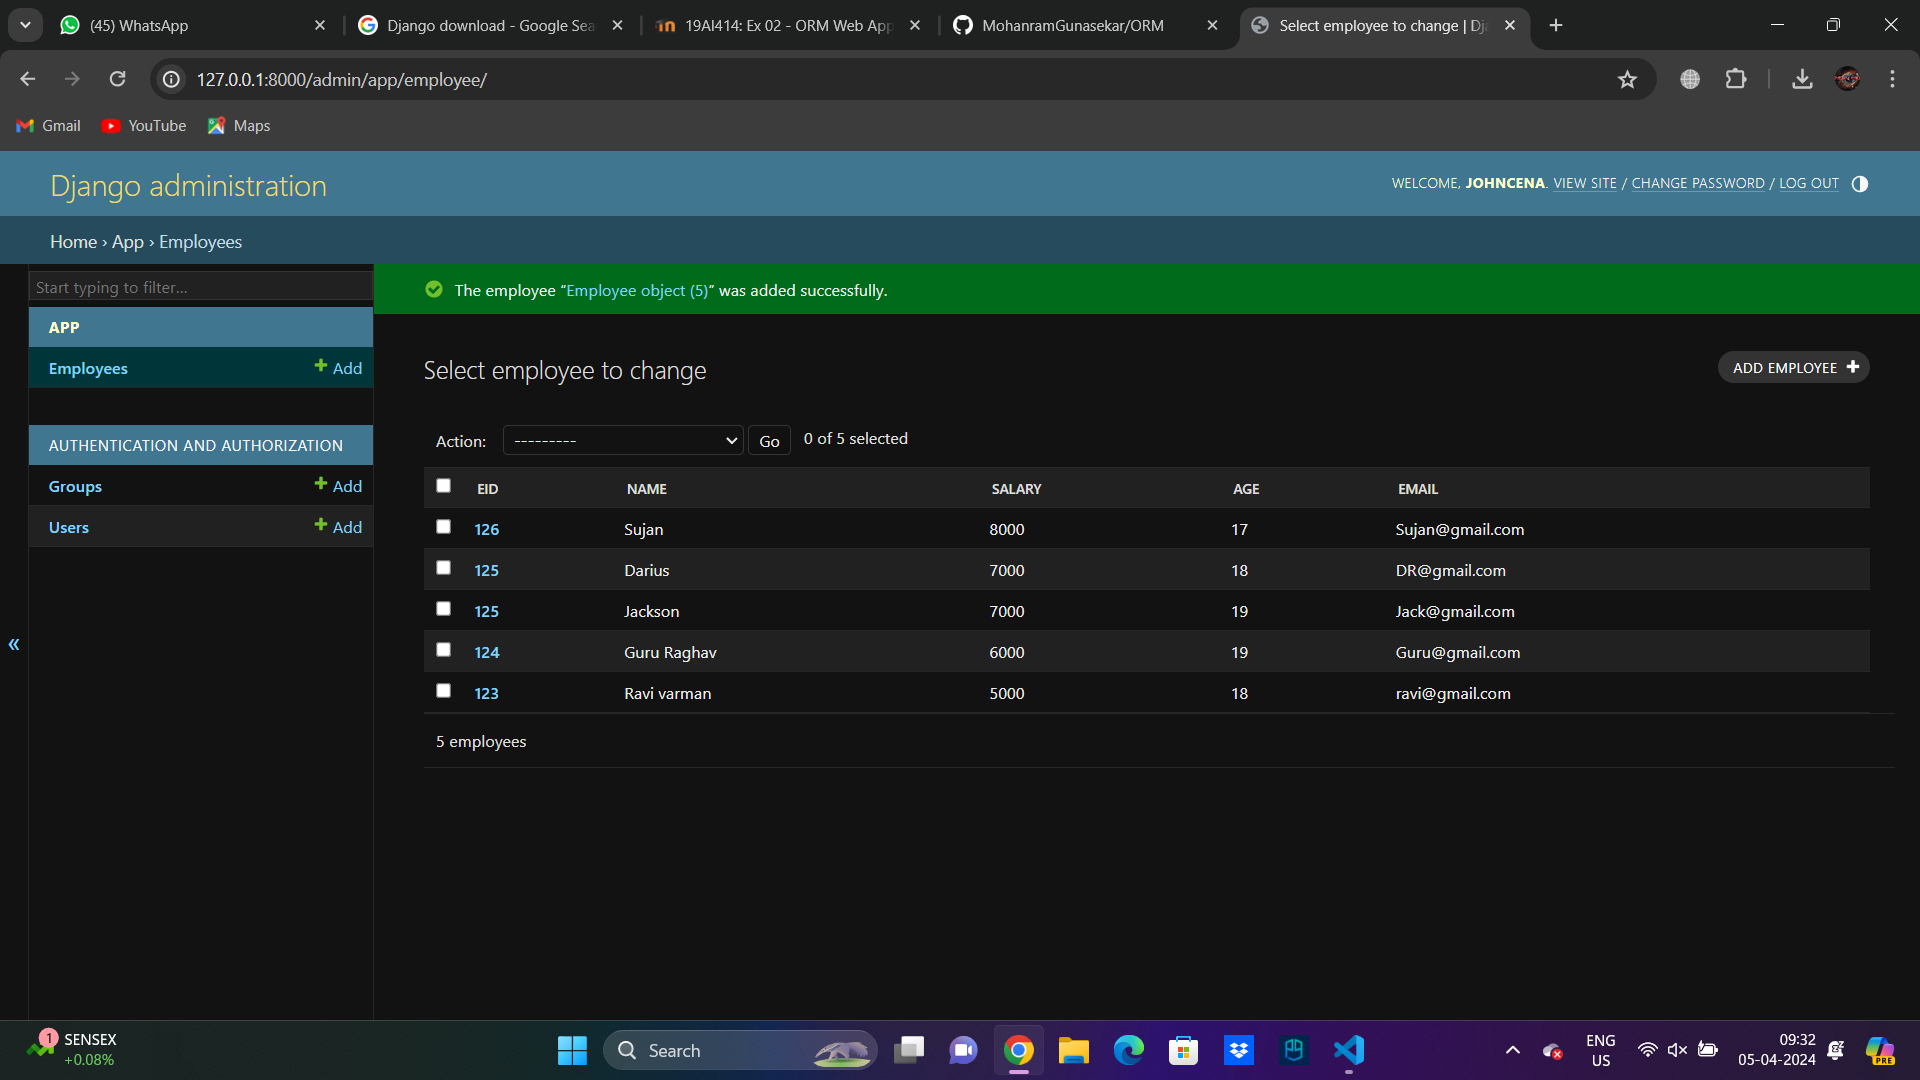 (45) WhatsApp
Django download - Google Sea
19AI414: Ex 02 - ORM Web App
MohanramGunasekar/ORM
Select employee to change | Dj
127.0.0.1:8000/admin/app/employee/
Gmail
YouTube
Maps
Django administration
WELCOME, JOHNCENA. VIEW SITE / CHANGE PASSWORD / LOG OUT
Home › App › Employees
Start typing to filter...
The employee “Employee object (5)” was added successfully.
APP
Employees + Add
AUTHENTICATION AND AUTHORIZATION
Groups + Add
Users + Add
«
Select employee to change
ADD EMPLOYEE +
Action: --------- Go 0 of 5 selected
EID NAME SALARY AGE EMAIL
126 Sujan 8000 17 Sujan@gmail.com
125 Darius 7000 18 DR@gmail.com
125 Jackson 7000 19 Jack@gmail.com
124 Guru Raghav 6000 19 Guru@gmail.com
123 Ravi varman 5000 18 ravi@gmail.com
5 employees
1 SENSEX
+0.08%
Search
ENG
US
09:32
05-04-2024
PRE